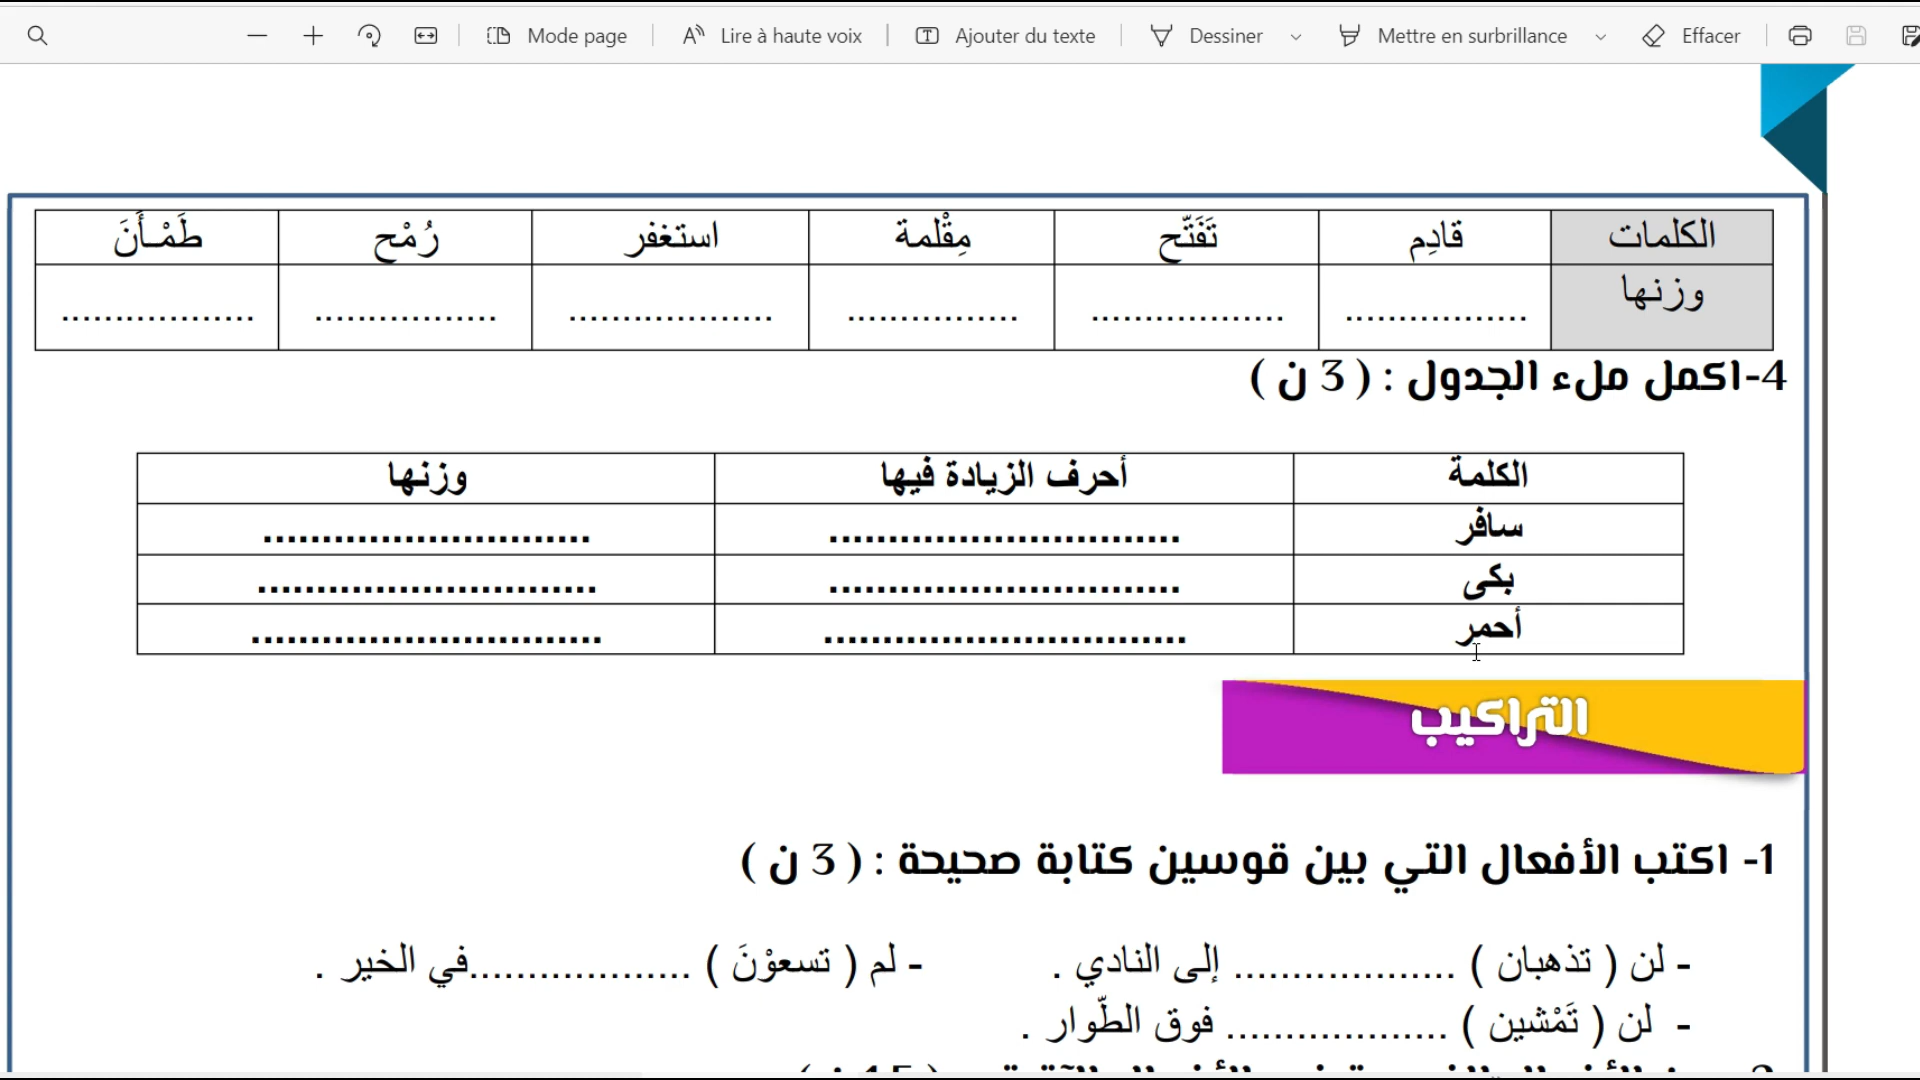 Mode page Lire à haute voix Ajouter du texte Dessiner Mettre en surbrillance Effacer
الكلمات قادِم تَفَتّح مِقْلمة استغفر رُمْح طَمْـأَنَ
وزنها ................. .................. ................ ................... ................. ..................
4-اكمل ملء الجدول : ( 3 ن )
الكلمة أحرف الزيادة فيها وزنها
سافر .............................. ............................
بكى .............................. .............................
أحمر ............................... ..............................
التراكيب
1- اكتب الأفعال التي بين قوسين كتابة صحيحة : ( 3 ن )
- لن ( تذهبان ) .................... إلى النادي . - لم ( تسعوْنَ ) ....................في الخير .
- لن ( تَمْشين ) .................... فوق الطّوار .